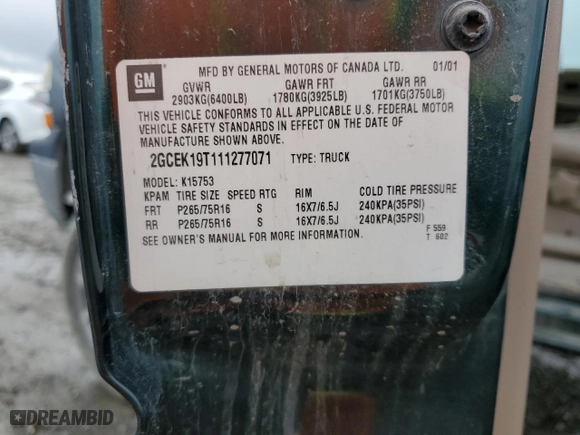 GM
MFD BY GENERAL MOTORS OF CANADA LTD. 01/01
GVWR GAWR FRT GAWR RR
2903KG(6400LB) 1780KG(3925LB) 1701KG(3750LB)
THIS VEHICLE CONFORMS TO ALL APPLICABLE U.S. FEDERAL MOTOR
VEHICLE SAFETY STANDARDS IN EFFECT ON THE DATE OF
MANUFACTURE SHOWN ABOVE.
2GCEK19T111277071 TYPE: TRUCK
MODEL: K15753
KPAM TIRE SIZE SPEED RTG RIM COLD TIRE PRESSURE
FRT P265/75R16 S 16X7/6.5J 240KPA(35PSI)
RR P265/75R16 S 16X7/6.5J 240KPA(35PSI)
SEE OWNER'S MANUAL FOR MORE INFORMATION.
F 559
T 602
DREAMBID